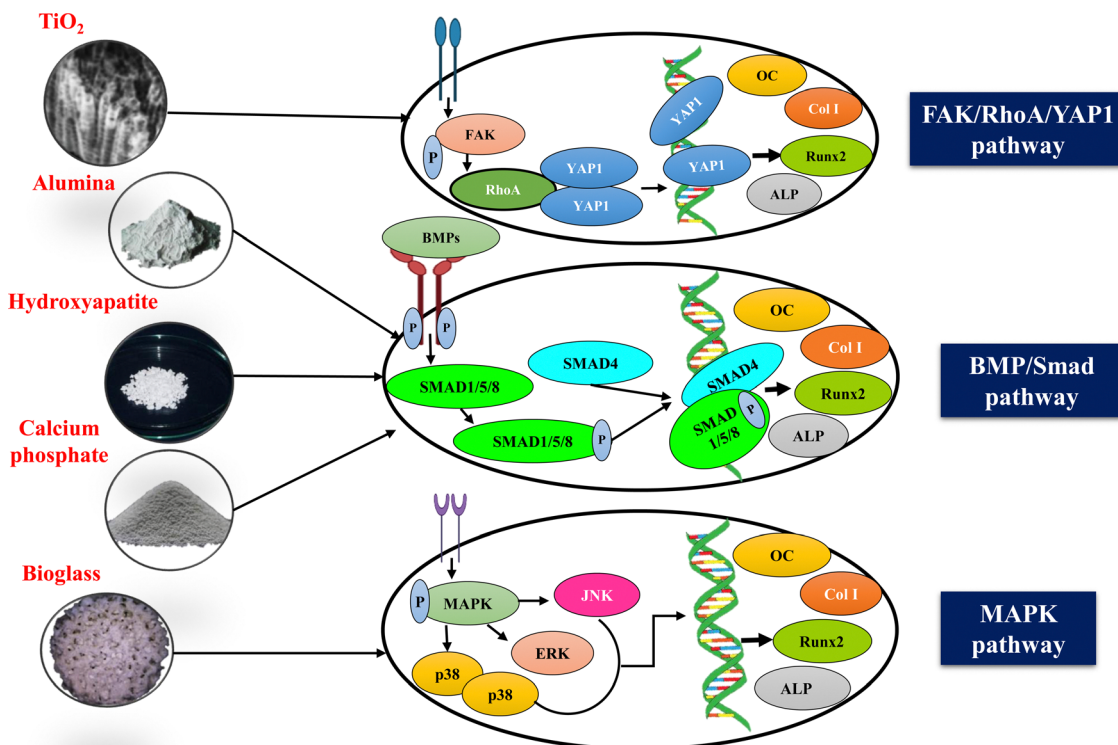 TiO2
Alumina
Hydroxyapatite
Calcium
phosphate
Bioglass
P
FAK
RhoA
YAP1
YAP1
YAP1
YAP1
OC
Col I
Runx2
ALP
FAK/RhoA/YAP1
pathway
BMPs
P
P
SMAD1/5/8
SMAD1/5/8
P
SMAD4
SMAD4
SMAD
1/5/8
P
OC
Col I
Runx2
ALP
BMP/Smad
pathway
P
MAPK
JNK
ERK
p38
p38
OC
Col I
Runx2
ALP
MAPK
pathway